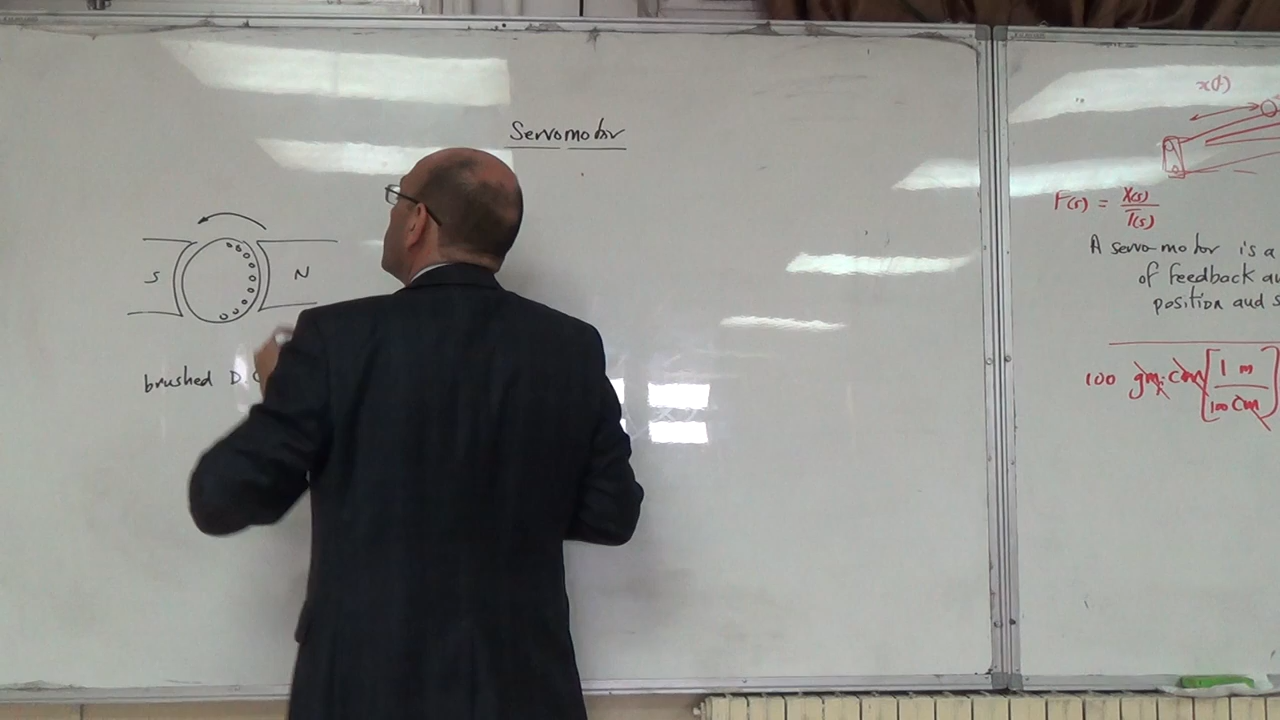 Servomotor
S
N
brushed D.C
x(t)
F(s) = X(s)/T(s)
A servo-motor is a
of feedback
position and s
100 gm.cm [1 m/100 cm]